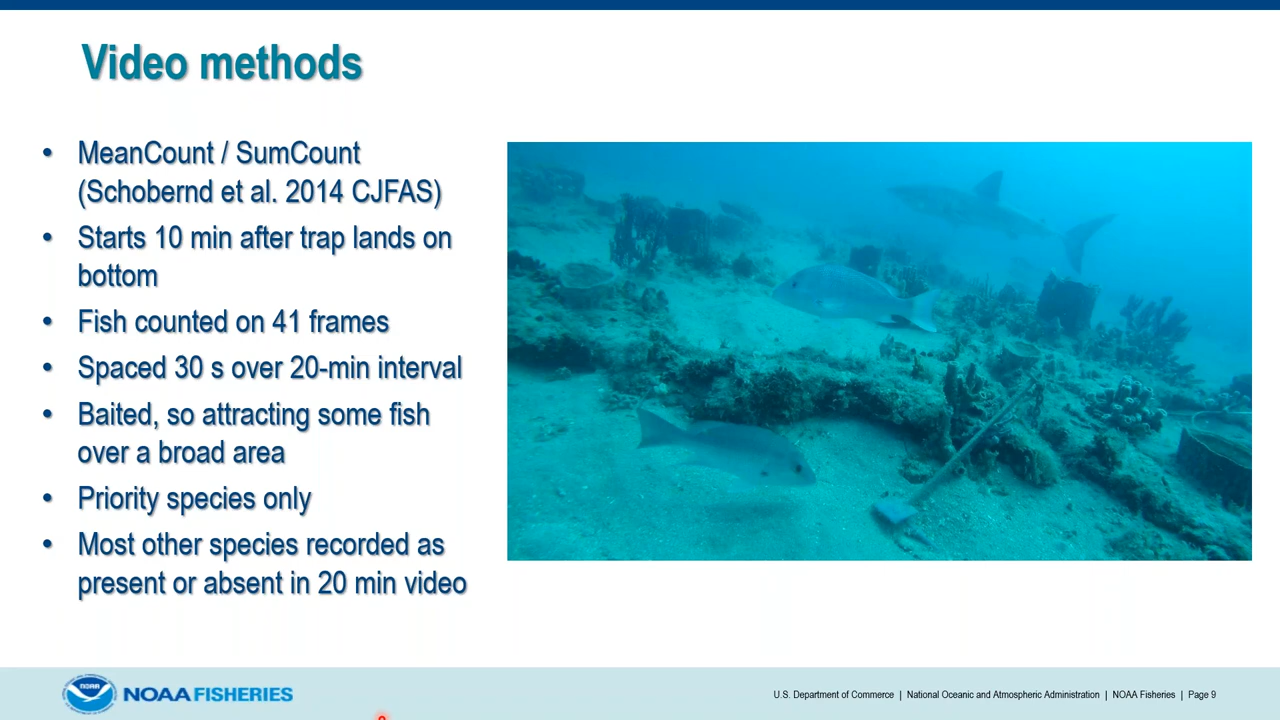 Video methods
• MeanCount / SumCount
(Schobernd et al. 2014 CJFAS)
• Starts 10 min after trap lands on
bottom
• Fish counted on 41 frames
• Spaced 30 s over 20-min interval
• Baited, so attracting some fish
over a broad area
• Priority species only
• Most other species recorded as
present or absent in 20 min video
NOAA
NOAA FISHERIES
U.S. Department of Commerce | National Oceanic and Atmospheric Administration | NOAA Fisheries | Page 9